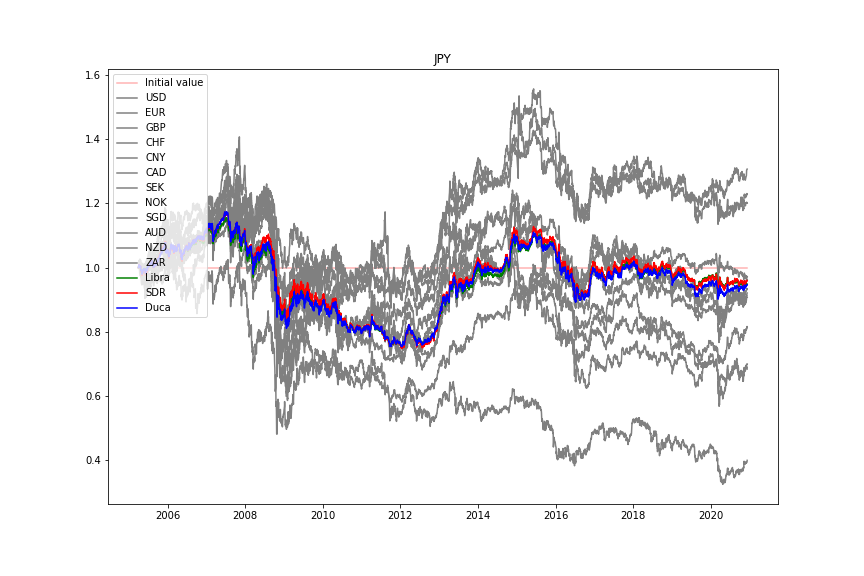 JPY
1.6
1.4
1.2
1.0
0.8
0.6
0.4
Initial value
USD
EUR
GBP
CHF
CNY
CAD
SEK
NOK
SGD
AUD
NZD
ZAR
Libra
SDR
Duca
2006 2008 2010 2012 2014 2016 2018 2020